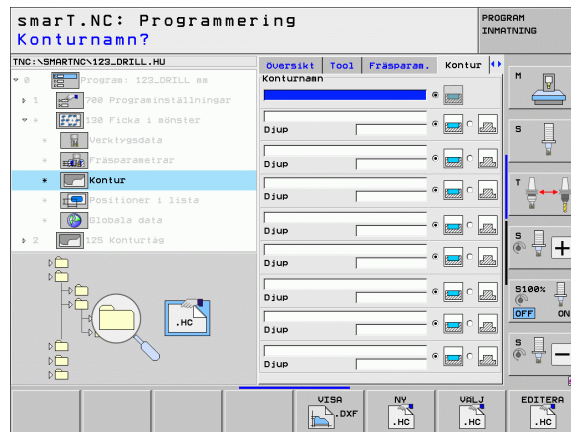 smarT.NC: Programmering
Konturnamn?
PROGRAM
INMATNING
TNC:\SMARTNC\123_DRILL.HU
0 Program: 123_DRILL mm
1 700 Programinställningar
* 130 Ficka i mönster
* Verktygsdata
* Fräsparametrar
* Kontur
* Positioner i lista
* Globala data
2 125 Konturtåg
.HC
Översikt Tool Fräsparam. Kontur
Konturnamn
Djup
Djup
Djup
Djup
Djup
Djup
Djup
Djup
M
S
T
S
S100%
OFF ON
S
VISA
.DXF
NY
.HC
VÄLJ
.HC
EDITERA
.HC